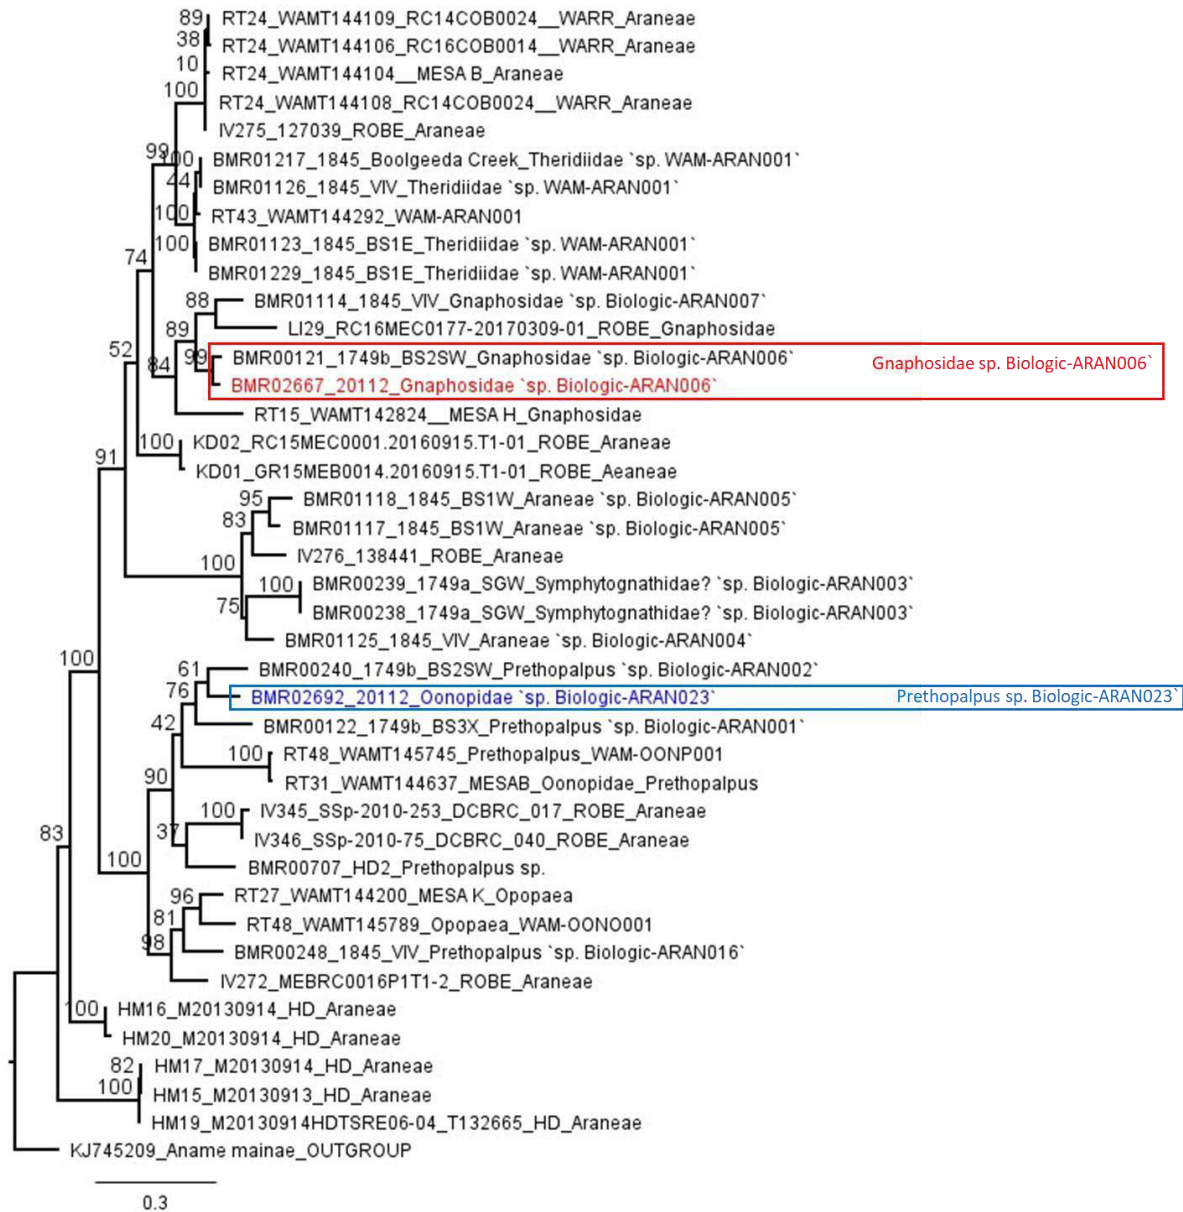 89 RT24_WAMT144109_RC14COB0024__WARR_Araneae
38 RT24_WAMT144106_RC16COB0014__WARR_Araneae
10 RT24_WAMT144104__MESA B_Araneae
100 RT24_WAMT144108_RC14COB0024__WARR_Araneae
IV275_127039_ROBE_Araneae
99 100 BMR01217_1845_Boolgeeda Creek_Theridiidae `sp. WAM-ARAN001`
44 BMR01126_1845_VIV_Theridiidae `sp. WAM-ARAN001`
100 RT43_WAMT144292_WAM-ARAN001
100 BMR01123_1845_BS1E_Theridiidae `sp. WAM-ARAN001`
74
BMR01229_1845_BS1E_Theridiidae `sp. WAM-ARAN001`
88 BMR01114_1845_VIV_Gnaphosidae `sp. Biologic-ARAN007`
89 LI29_RC16MEC0177-20170309-01_ROBE_Gnaphosidae
52 84 99 BMR00121_1749b_BS2SW_Gnaphosidae `sp. Biologic-ARAN006` Gnaphosidae sp. Biologic-ARAN006`
BMR02667_20112_Gnaphosidae `sp. Biologic-ARAN006`
RT15_WAMT142824__MESA H_Gnaphosidae
100 KD02_RC15MEC0001.20160915.T1-01_ROBE_Araneae
91
KD01_GR15MEB0014.20160915.T1-01_ROBE_Aeaneae
95 BMR01118_1845_BS1W_Araneae `sp. Biologic-ARAN005`
83 BMR01117_1845_BS1W_Araneae `sp. Biologic-ARAN005`
100 IV276_138441_ROBE_Araneae
100 BMR00239_1749a_SGW_Symphytognathidae? `sp. Biologic-ARAN003`
75 BMR00238_1749a_SGW_Symphytognathidae? `sp. Biologic-ARAN003`
BMR01125_1845_VIV_Araneae `sp. Biologic-ARAN004`
100 61 BMR00240_1749b_BS2SW_Prethopalpus `sp. Biologic-ARAN002`
76 BMR02692_20112_Oonopidae `sp. Biologic-ARAN023` Prethopalpus sp. Biologic-ARAN023`
42 BMR00122_1749b_BS3X_Prethopalpus `sp. Biologic-ARAN001`
100 RT48_WAMT145745_Prethopalpus_WAM-OONP001
90 RT31_WAMT144637_MESAB_Oonopidae_Prethopalpus
100 IV345_SSp-2010-253_DCBRC_017_ROBE_Araneae
83 37 IV346_SSp-2010-75_DCBRC_040_ROBE_Araneae
100 BMR00707_HD2_Prethopalpus sp.
96 RT27_WAMT144200_MESA K_Opopaea
81 RT48_WAMT145789_Opopaea_WAM-OONO001
98 BMR00248_1845_VIV_Prethopalpus `sp. Biologic-ARAN016`
IV272_MEBRC0016P1T1-2_ROBE_Araneae
100 HM16_M20130914_HD_Araneae
HM20_M20130914_HD_Araneae
82 HM17_M20130914_HD_Araneae
100 HM15_M20130913_HD_Araneae
HM19_M20130914HDTSRE06-04_T132665_HD_Araneae
KJ745209_Aname mainae_OUTGROUP
0.3